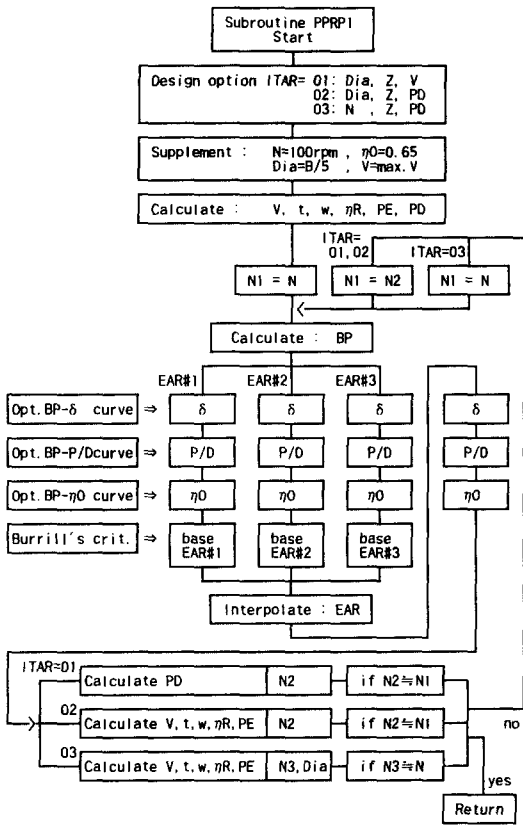 Subroutine PPRP1
Start
Design option ITAR= 01: Dia, Z, V
02: Dia, Z, PD
03: N , Z, PD
Supplement : N=100rpm , η0=0.65
Dia=B/5 , V=max.V
Calculate : V, t, w, ηR, PE, PD
ITAR=
01,02
ITAR=03
N1 = N
N1 = N2
N1 = N
Calculate : BP
EAR#1
EAR#2
EAR#3
Opt.BP-δ curve ⇒
δ
δ
δ
δ
Opt.BP-P/Dcurve ⇒
P/D
P/D
P/D
P/D
Opt.BP-η0 curve ⇒
η0
η0
η0
η0
Burrill's crit. ⇒
base
EAR#1
base
EAR#2
base
EAR#3
Interpolate : EAR
ITAR=01
Calculate PD
N2
if N2≒N1
02
Calculate V,t,w,ηR,PE
N2
if N2≒N1
no
03
Calculate V,t,w,ηR,PE
N3,Dia
if N3≒N
yes
Return